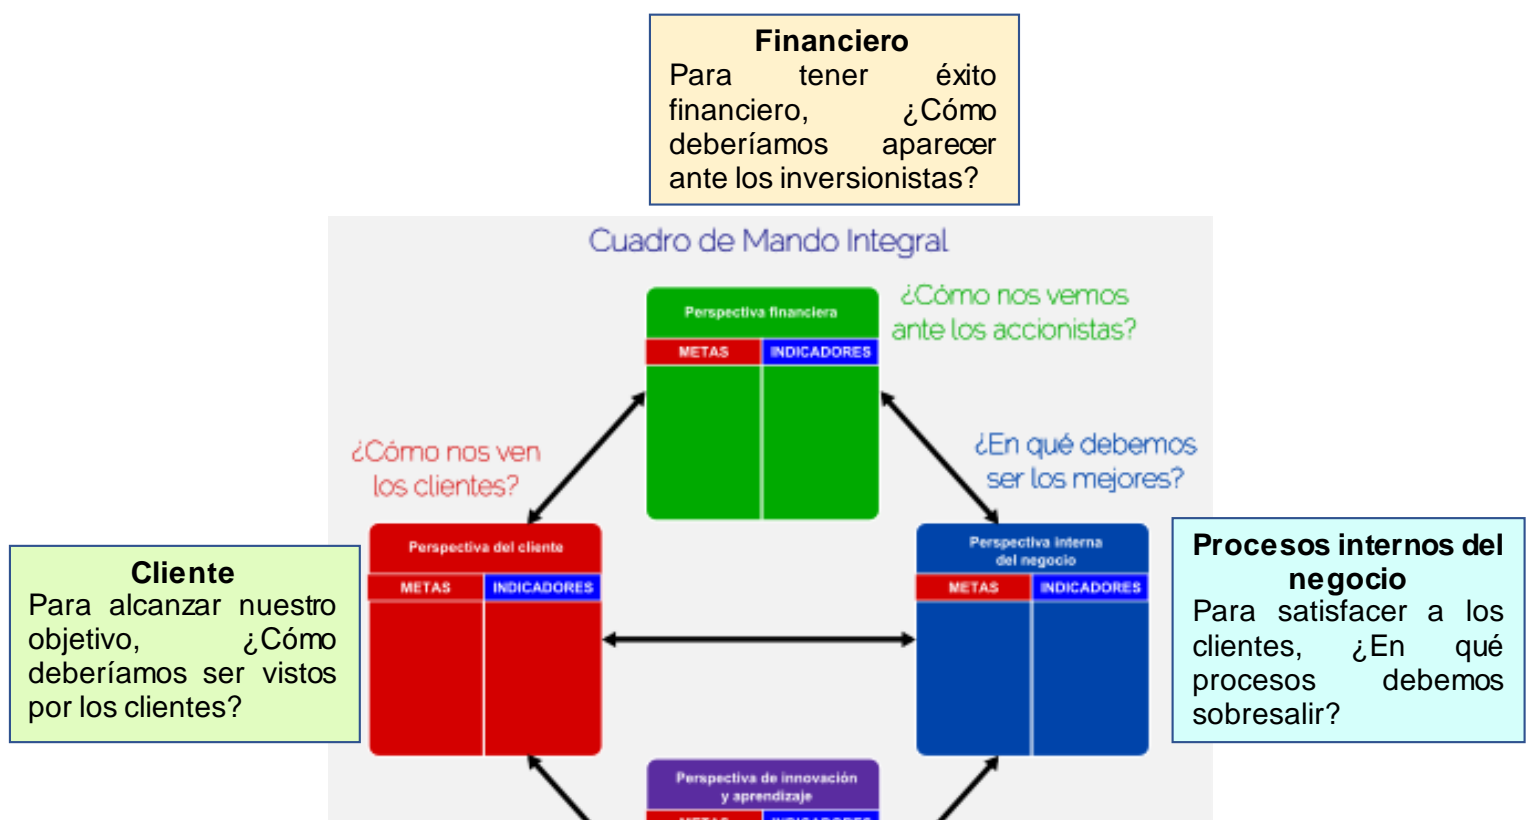 Financiero
Para tener éxito
financiero, ¿Cómo
deberíamos aparecer
ante los inversionistas?
Cuadro de Mando Integral
¿Cómo nos vemos
ante los accionistas?
Perspectiva financiera
METAS INDICADORES
¿Cómo nos ven
los clientes?
¿En qué debemos
ser los mejores?
Perspectiva del cliente
METAS INDICADORES
Perspectiva interna
del negocio
METAS INDICADORES
Cliente
Para alcanzar nuestro
objetivo, ¿Cómo
deberíamos ser vistos
por los clientes?
Procesos internos del
negocio
Para satisfacer a los
clientes, ¿En qué
procesos debemos
sobresalir?
Perspectiva de innovación
y aprendizaje
METAS INDICADORES